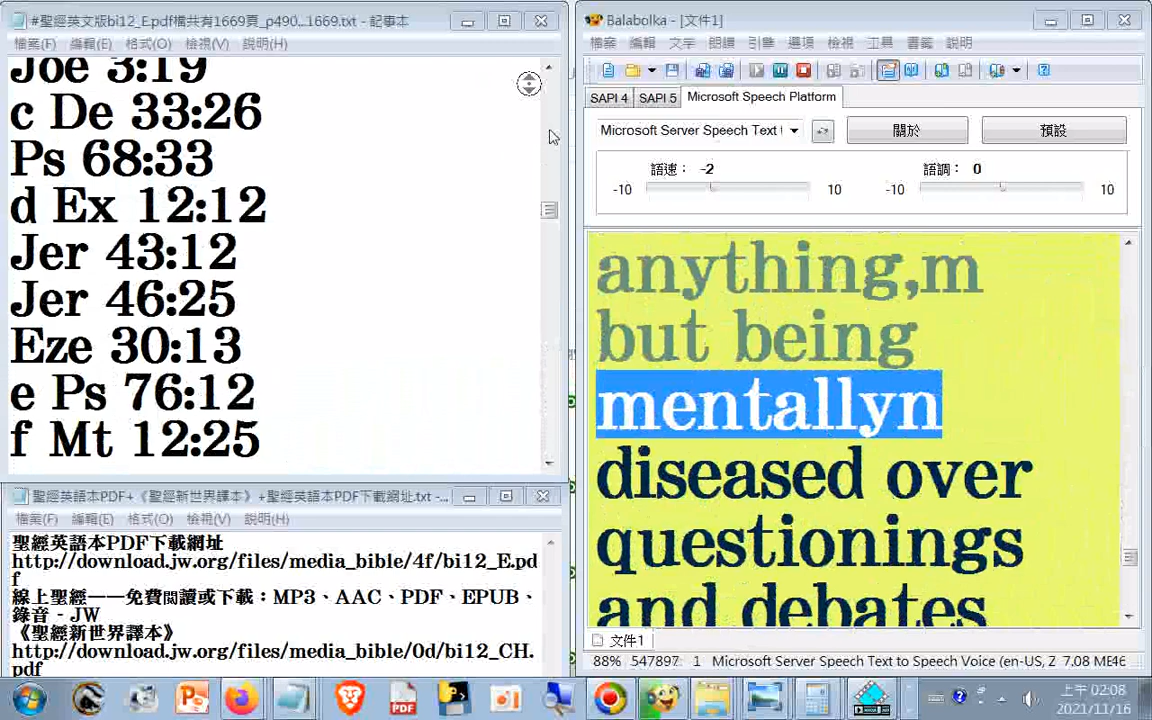 #聖經英文版bi12_E.pdf檔共有1669頁_p490...1669.txt - 記事本
檔案(F) 編輯(E) 格式(O) 檢視(V) 說明(H)
Joe 3:19
c De 33:26
Ps 68:33
d Ex 12:12
Jer 43:12
Jer 46:25
Eze 30:13
e Ps 76:12
f Mt 12:25
聖經英語本PDF+《聖經新世界譯本》+聖經英語本PDF下載網址.txt -...
檔案(F) 編輯(E) 格式(O) 檢視(V) 說明(H)
聖經英語本PDF下載網址
http://download.jw.org/files/media_bible/4f/bi12_E.pd
f
線上聖經——免費閱讀或下載：MP3、AAC、PDF、EPUB、
錄音 - JW
《聖經新世界譯本》
http://download.jw.org/files/media_bible/0d/bi12_CH.
pdf
Balabolka - [文件1]
檔案 編輯 文字 朗讀 引擎 選項 檢視 工具 書籤 說明
SAPI 4 SAPI 5 Microsoft Speech Platform
Microsoft Server Speech Text 關於 預設
語速： -2 語調： 0
-10 10 -10 10
anything,m
but being
mentallyn
diseased over
questionings
and debates
文件1
88% 547897: 1 Microsoft Server Speech Text to Speech Voice (en-US, Z 7.08 ME46
PDF
上午 02:08
2021/11/16